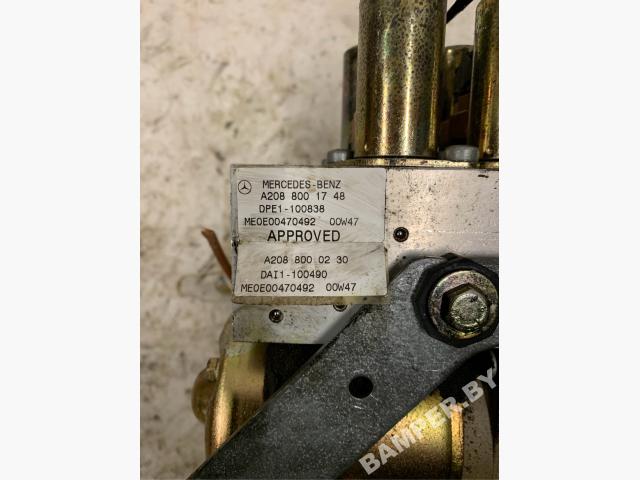 MERCEDES-BENZ
A208 800 17 48
DPE1-100838
ME0E00470492 00W47
APPROVED
A208 800 02 30
DAI1-100490
ME0E00470492 00W47
BAMPER.BY